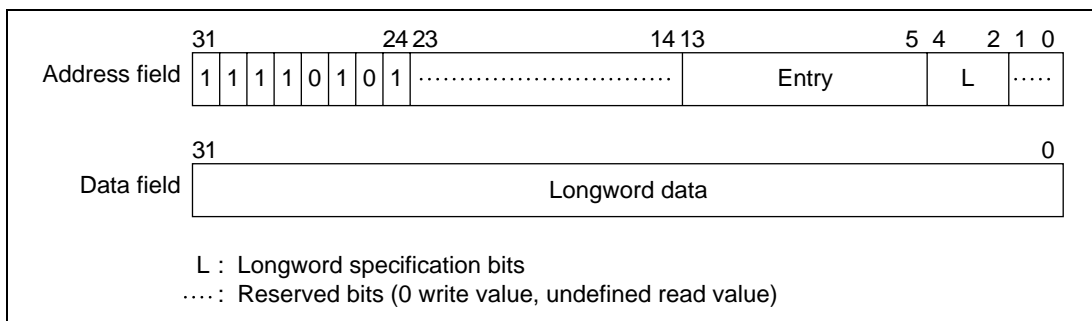 31 24 23 14 13 5 4 2 1 0
Address field 1 1 1 1 0 1 0 1 ............................. Entry L .....
31 0
Data field Longword data
L : Longword specification bits
.... : Reserved bits (0 write value, undefined read value)